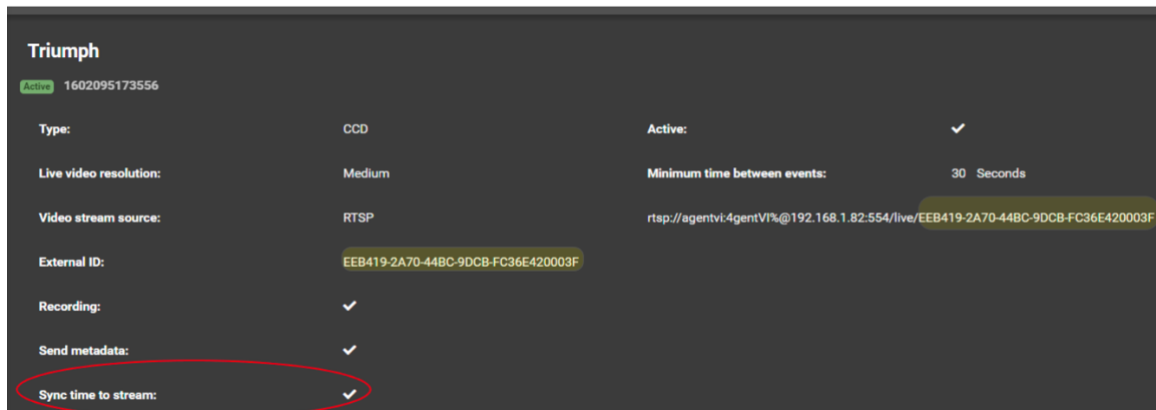 Triumph
Active 1602095173556
Type: CCD Active:
Live video resolution: Medium Minimum time between events: 30 Seconds
Video stream source: RTSP rtsp://agentvi:4gentVI%@192.168.1.82:554/live/EEB419-2A70-44BC-9DCB-FC36E420003F
External ID: EEB419-2A70-44BC-9DCB-FC36E420003F
Recording:
Send metadata:
Sync time to stream: